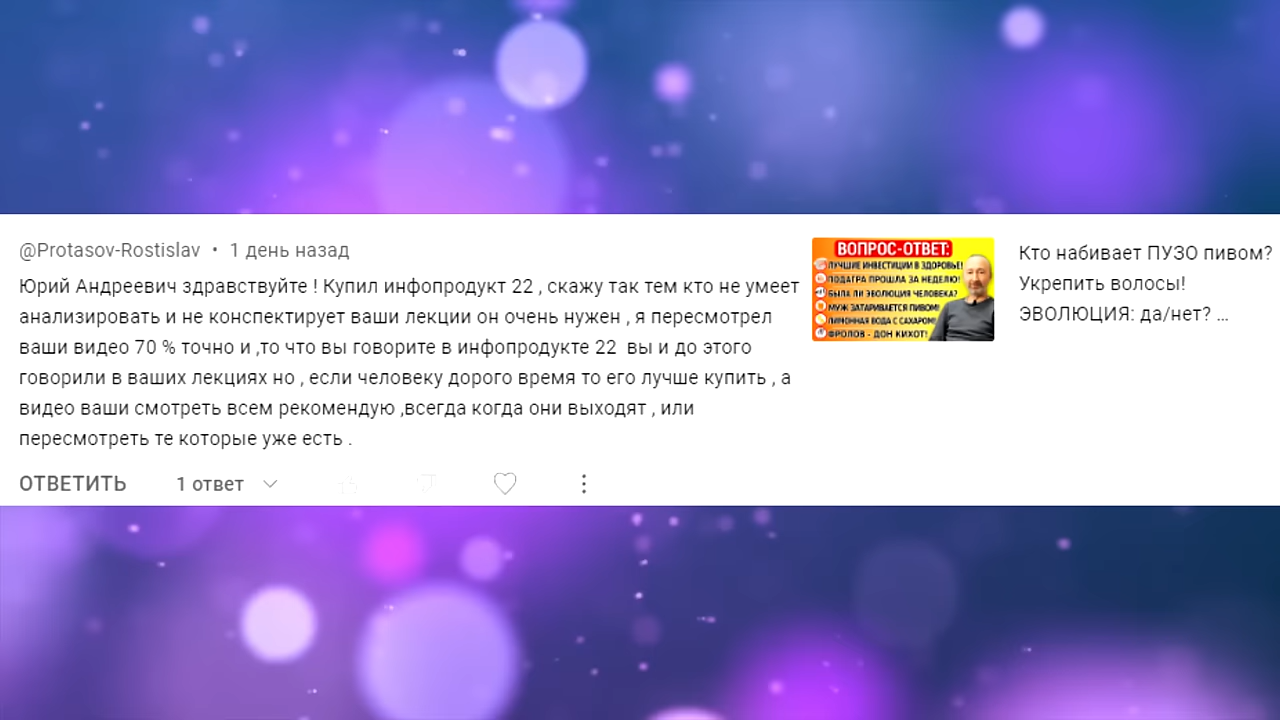 @Protasov-Rostislav • 1 день назад
Юрий Андреевич здравствуйте ! Купил инфопродукт 22 , скажу так тем кто не умеет
анализировать и не конспектирует ваши лекции он очень нужен , я пересмотрел
ваши видео 70 % точно и ,то что вы говорите в инфопродукте 22 вы и до этого
говорили в ваших лекциях но , если человеку дорого время то его лучше купить , а
видео ваши смотреть всем рекомендую ,всегда когда они выходят , или
пересмотреть те которые уже есть .
ОТВЕТИТЬ 1 ответ
ВОПРОС-ОТВЕТ:
ЛУЧШИЕ ИНВЕСТИЦИИ В ЗДОРОВЬЕ!
ПОДАГРА ПРОШЛА ЗА НЕДЕЛЮ!
БЫЛА ЛИ ЭВОЛЮЦИЯ ЧЕЛОВЕКА?
МУЖ ЗАТАРИВАЕТСЯ ПИВОМ!
ЛИМОННАЯ ВОДА С САХАРОМ!
ФРОЛОВ - ДОН КИХОТ!
Кто набивает ПУЗО пивом?
Укрепить волосы!
ЭВОЛЮЦИЯ: да/нет? ...